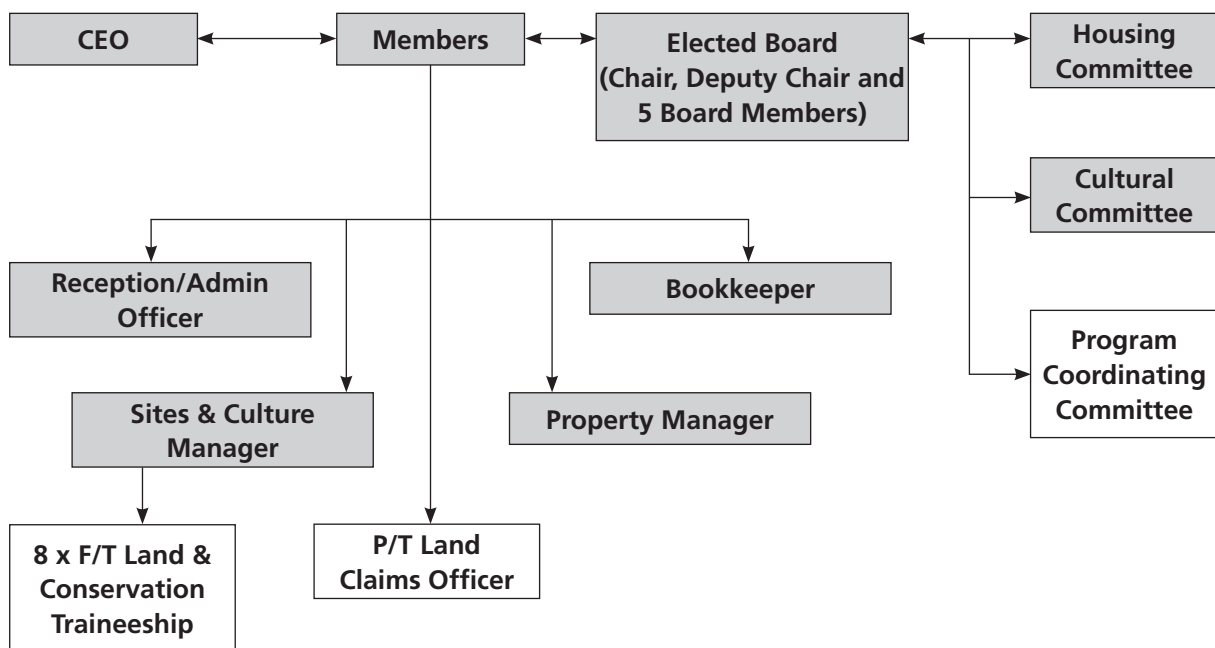 CEO
Members
Elected Board
(Chair, Deputy Chair and
5 Board Members)
Housing
Committee
Cultural
Committee
Program
Coordinating
Committee
Reception/Admin
Officer
Bookkeeper
Sites & Culture
Manager
Property Manager
8 x F/T Land &
Conservation
Traineeship
P/T Land
Claims Officer